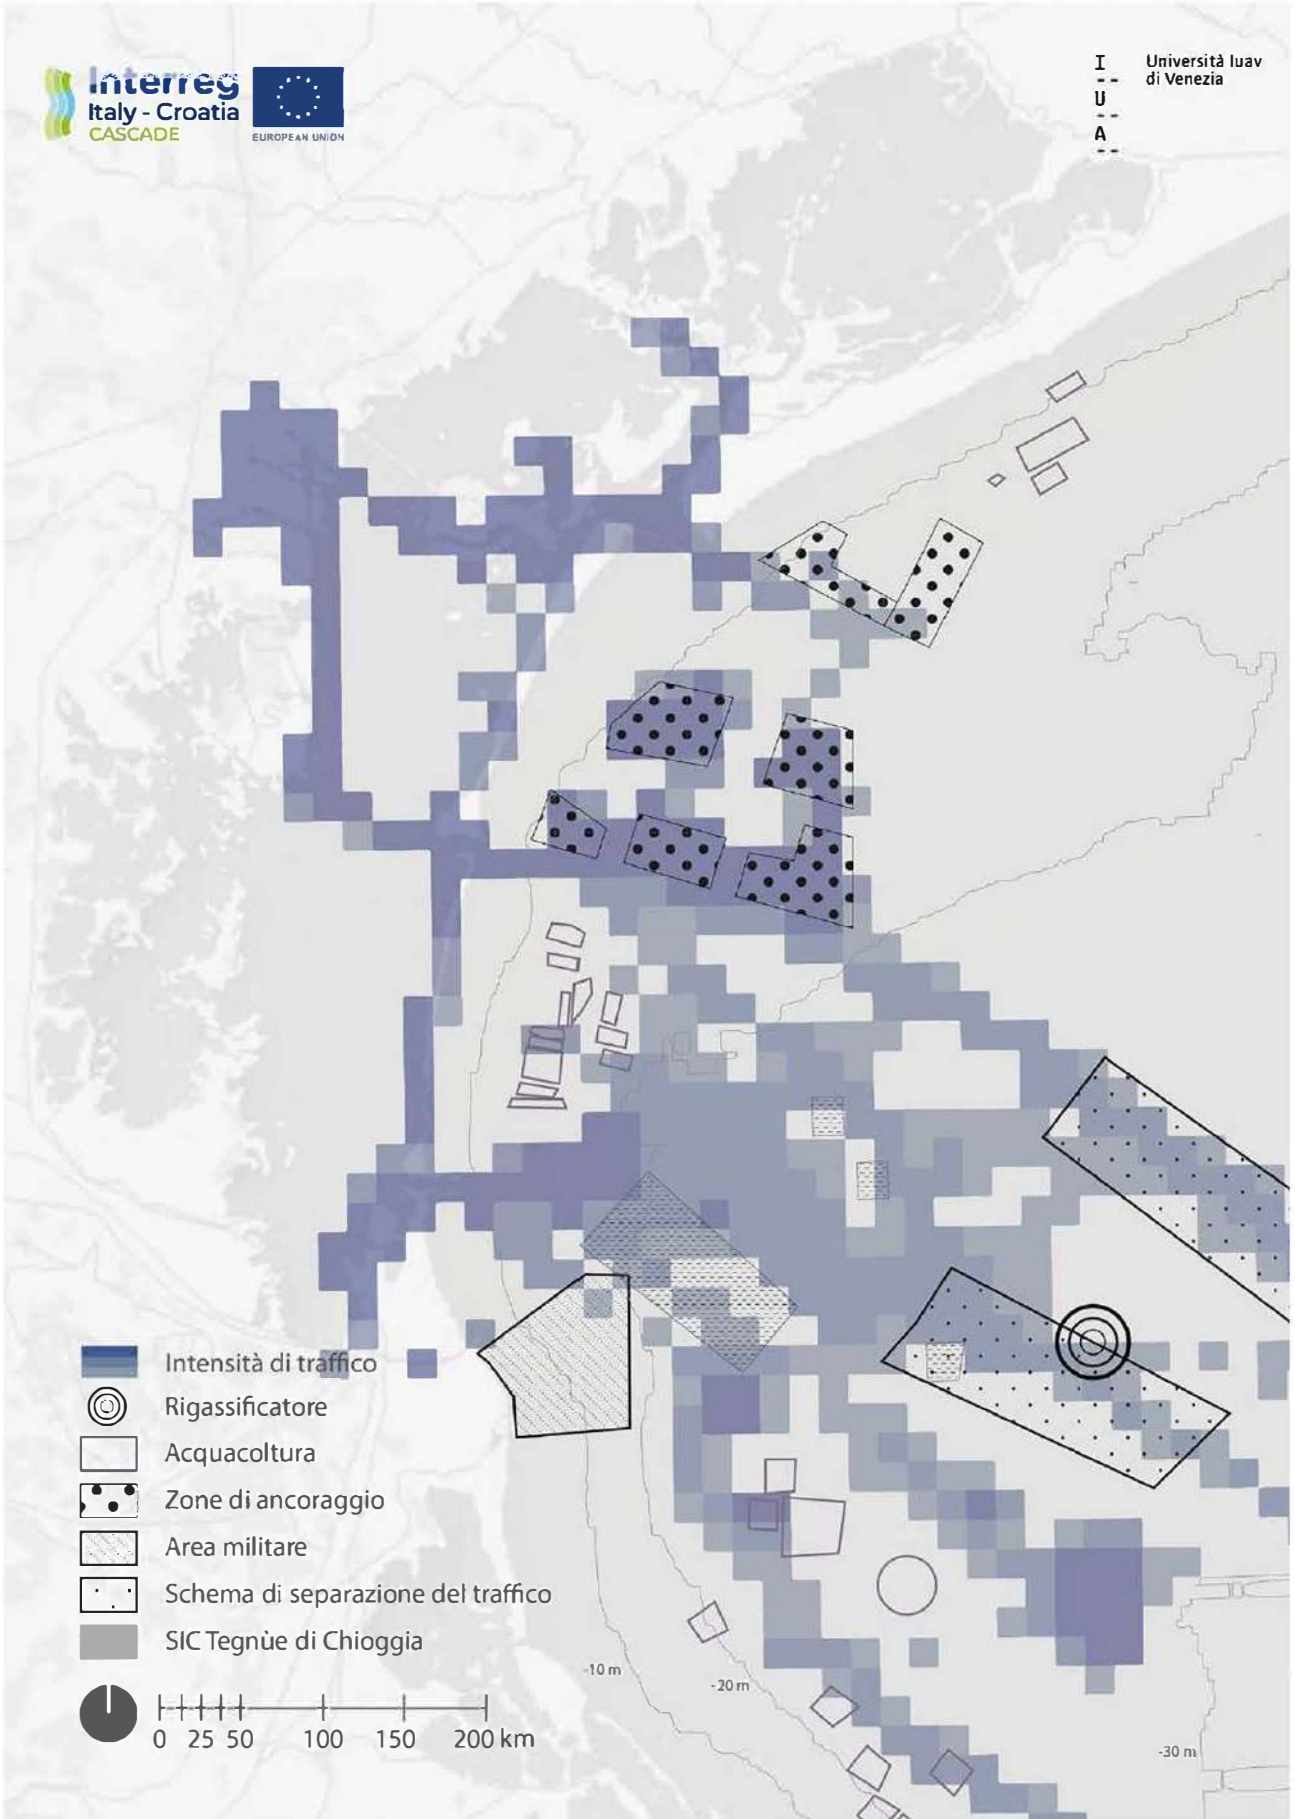 Interreg
Italy - Croatia
CASCADE
EUROPEAN UNION
I
U
A
Università Iuav
di Venezia
Intensità di traffico
Rigassificatore
Acquacoltura
Zone di ancoraggio
Area militare
Schema di separazione del traffico
SIC Tegnùe di Chioggia
0 25 50 100 150 200 km
-10 m
-20 m
-30 m